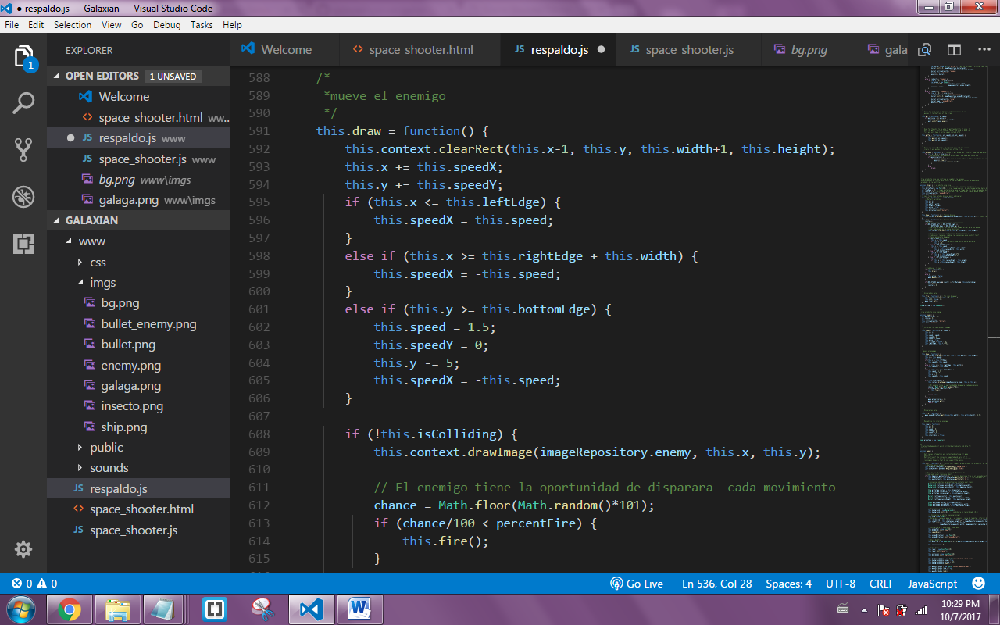 ● respaldo.js — Galaxian — Visual Studio Code
File Edit Selection View Go Debug Tasks Help
EXPLORER
1
OPEN EDITORS 1 UNSAVED
Welcome
space_shooter.html ww...
respaldo.js www
space_shooter.js www
bg.png www\imgs
galaga.png www\imgs
GALAXIAN
www
css
imgs
bg.png
bullet_enemy.png
bullet.png
enemy.png
galaga.png
insecto.png
ship.png
public
sounds
JS respaldo.js
space_shooter.html
JS space_shooter.js
Welcome <> space_shooter.html JS respaldo.js ● JS space_shooter.js bg.png gala
588 /*
589 *mueve el enemigo
590 */
591 this.draw = function() {
592 this.context.clearRect(this.x-1, this.y, this.width+1, this.height);
593 this.x += this.speedX;
594 this.y += this.speedY;
595 if (this.x <= this.leftEdge) {
596 this.speedX = this.speed;
597 }
598 else if (this.x >= this.rightEdge + this.width) {
599 this.speedX = -this.speed;
600 }
601 else if (this.y >= this.bottomEdge) {
602 this.speed = 1.5;
603 this.speedY = 0;
604 this.y -= 5;
605 this.speedX = -this.speed;
606 }
607
608 if (!this.isColliding) {
609 this.context.drawImage(imageRepository.enemy, this.x, this.y);
610
611 // El enemigo tiene la oportunidad de disparara  cada movimiento
612 chance = Math.floor(Math.random()*101);
613 if (chance/100 < percentFire) {
614 this.fire();
615 }
0 0 Go Live Ln 536, Col 28 Spaces: 4 UTF-8 CRLF JavaScript
10:29 PM
10/7/2017